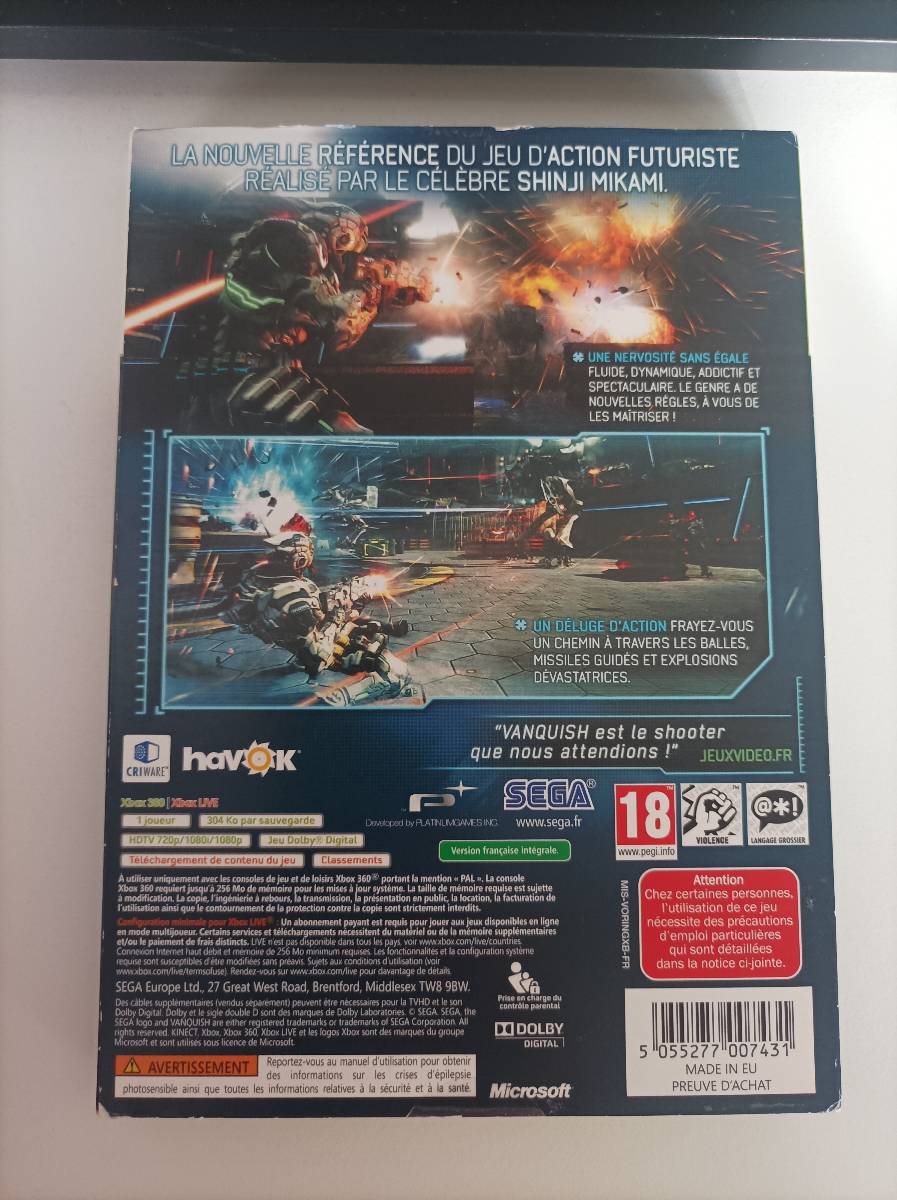 LA NOUVELLE RÉFÉRENCE DU JEU D'ACTION FUTURISTE
RÉALISÉ PAR LE CÉLÈBRE SHINJI MIKAMI.
UNE NERVOSITÉ SANS ÉGALE
FLUIDE, DYNAMIQUE, ADDICTIF ET
SPECTACULAIRE. LE GENRE A DE
NOUVELLES RÈGLES, À VOUS DE
LES MAÎTRISER !
UN DÉLUGE D'ACTION FRAYEZ-VOUS
UN CHEMIN À TRAVERS LES BALLES,
MISSILES GUIDÉS ET EXPLOSIONS
DÉVASTATRICES.
"VANQUISH est le shooter
que nous attendions !" JEUXVIDEO.FR
CRIWARE
havok
SEGA®
www.sega.fr
Developed by PLATINUMGAMES INC.
18
www.pegi.info
VIOLENCE
@*!
LANGAGE GROSSIER
Xbox 360 | Xbox LIVE
1 joueur
304 Ko par sauvegarde
HDTV 720p/1080i/1080p
Jeu Dolby® Digital
Téléchargement de contenu du jeu
Classements
Version française intégrale.
À utiliser uniquement avec les consoles de jeu et de loisirs Xbox 360® portant la mention « PAL ». La console
Xbox 360 requiert jusqu'à 256 Mo de mémoire pour les mises à jour système. La taille de mémoire requise est sujette
à modification. La copie, l'ingénierie à rebours, la transmission, la présentation en public, la location, la facturation de
l'utilisation ainsi que le contournement de la protection contre la copie sont strictement interdits.
Configuration minimale pour Xbox LIVE® : Un abonnement payant est requis pour jouer aux jeux disponibles en ligne
en mode multijoueur. Certains services et téléchargements nécessitent du matériel ou de la mémoire supplémentaires
et/ou le paiement de frais distincts. LIVE n'est pas disponible dans tous les pays, voir www.xbox.com/live/countries.
Connexion Internet haut débit et mémoire de 256 Mo minimum requises. Les fonctionnalités et la configuration système
requise sont susceptibles d'être modifiées sans préavis. Sujets aux conditions d'utilisation (voir
www.xbox.com/live/termsofuse). Rendez-vous sur www.xbox.com/live pour davantage de détails.
SEGA Europe Ltd., 27 Great West Road, Brentford, Middlesex TW8 9BW.
Des câbles supplémentaires (vendus séparément) peuvent être nécessaires pour la TVHD et le son
Dolby Digital. Dolby et le sigle double D sont des marques de Dolby Laboratories. © SEGA. SEGA, the
SEGA logo and VANQUISH are either registered trademarks or trademarks of SEGA Corporation. All
rights reserved. KINECT, Xbox, Xbox 360, Xbox LIVE et les logos Xbox sont des marques du groupe
Microsoft et sont utilisés sous licence de Microsoft.
AVERTISSEMENT
Reportez-vous au manuel d'utilisation pour obtenir
des informations sur les crises d'épilepsie
photosensible ainsi que toutes les informations relatives à la sécurité et à la santé.
Prise en charge du
contrôle parental
DOLBY
DIGITAL
Microsoft
MIS-VORINGXB-FR
Attention
Chez certaines personnes,
l'utilisation de ce jeu
nécessite des précautions
d'emploi particulières
qui sont détaillées
dans la notice ci-jointe.
5 055277 007431
MADE IN EU
PREUVE D'ACHAT